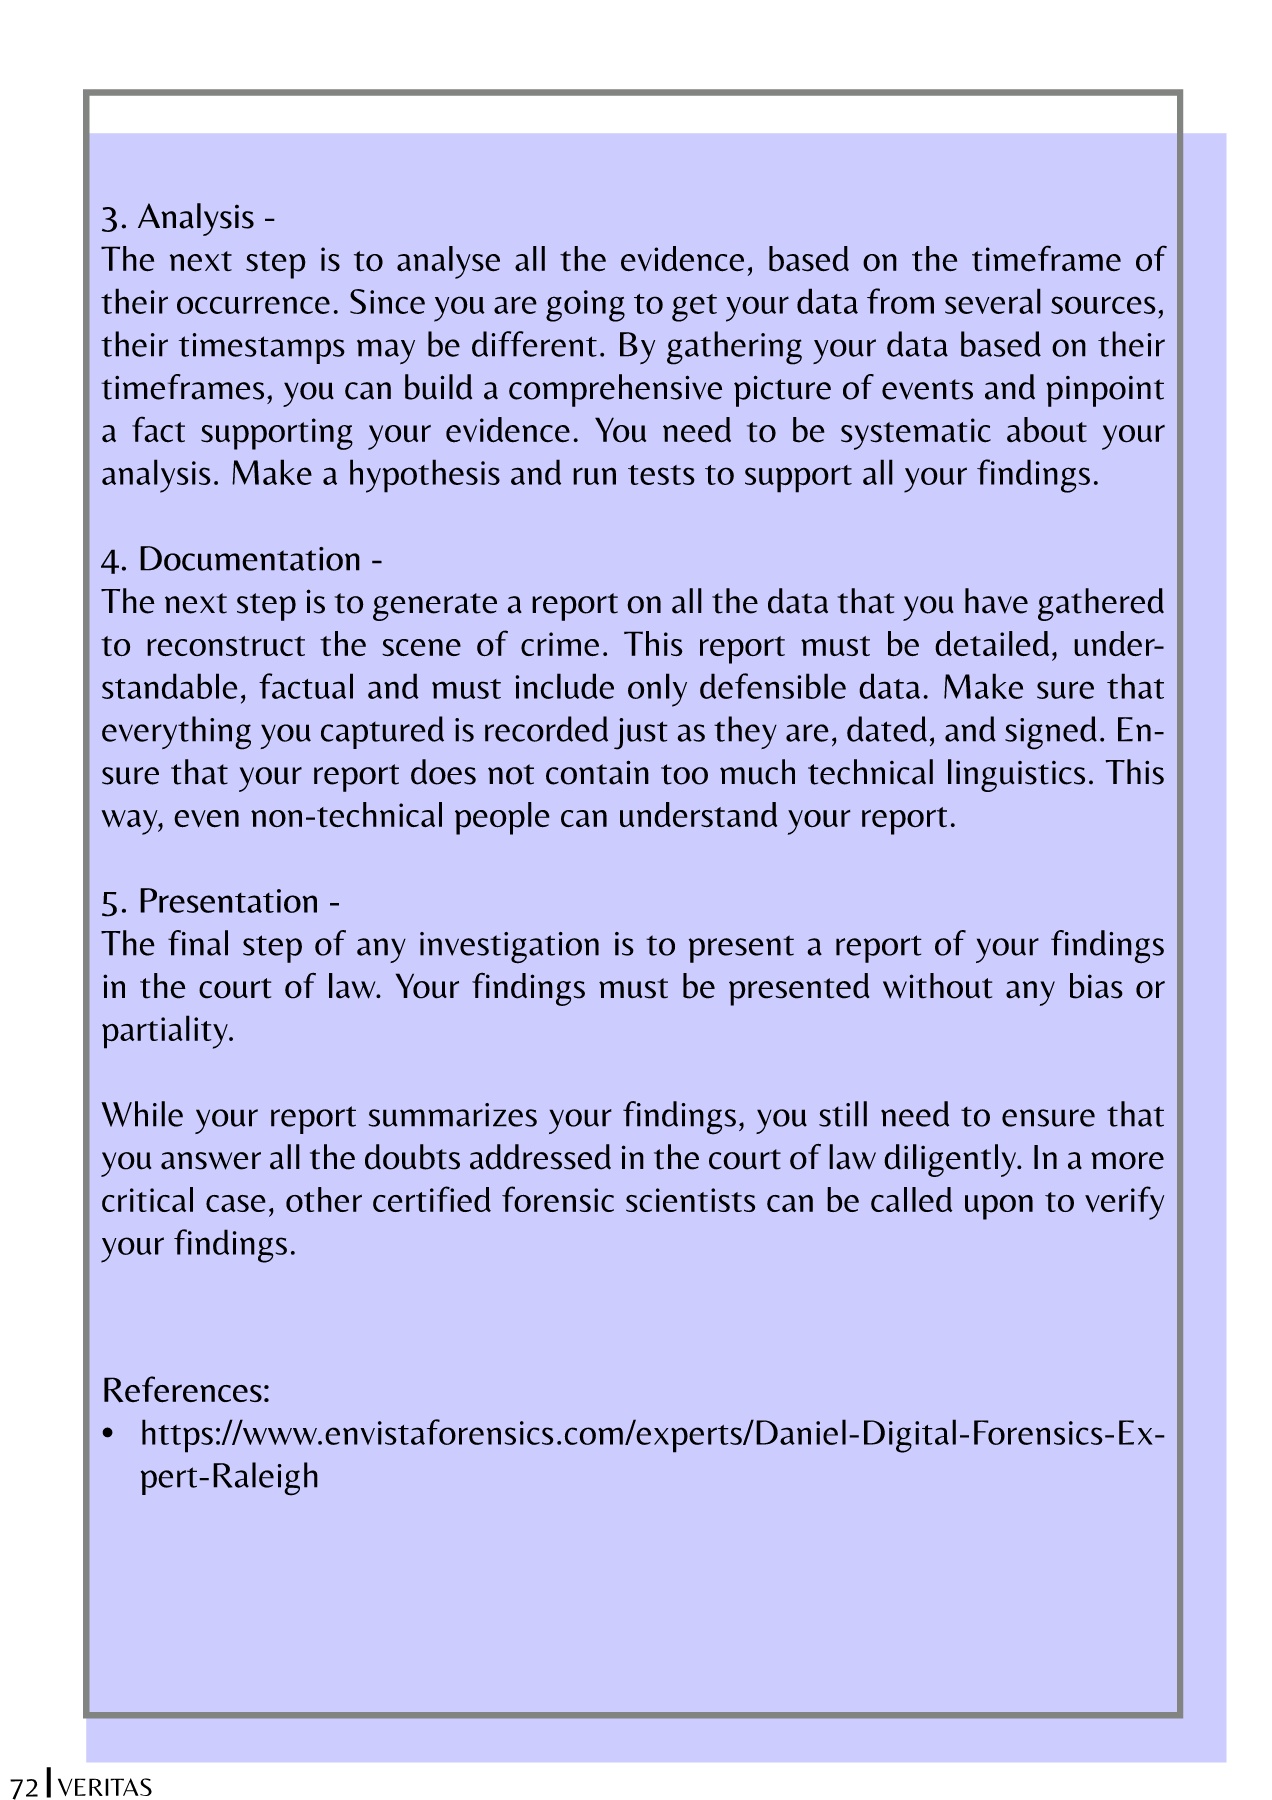 3. Analysis -
The next step is to analyse all the evidence, based on the timeframe of
their occurrence. Since you are going to get your data from several sources,
their timestamps may be different. By gathering your data based on their
timeframes, you can build a comprehensive picture of events and pinpoint
a fact supporting your evidence. You need to be systematic about your
analysis. Make a hypothesis and run tests to support all your findings.
4. Documentation -
The next step is to generate a report on all the data that you have gathered
to reconstruct the scene of crime. This report must be detailed, under-
standable, factual and must include only defensible data. Make sure that
everything you captured is recorded just as they are, dated, and signed. En-
sure that your report does not contain too much technical linguistics. This
way, even non-technical people can understand your report.
5. Presentation -
The final step of any investigation is to present a report of your findings
in the court of law. Your findings must be presented without any bias or
partiality.
While your report summarizes your findings, you still need to ensure that
you answer all the doubts addressed in the court of law diligently. In a more
critical case, other certified forensic scientists can be called upon to verify
your findings.
References:
• https://www.envistaforensics.com/experts/Daniel-Digital-Forensics-Ex-
pert-Raleigh
72 | VERITAS